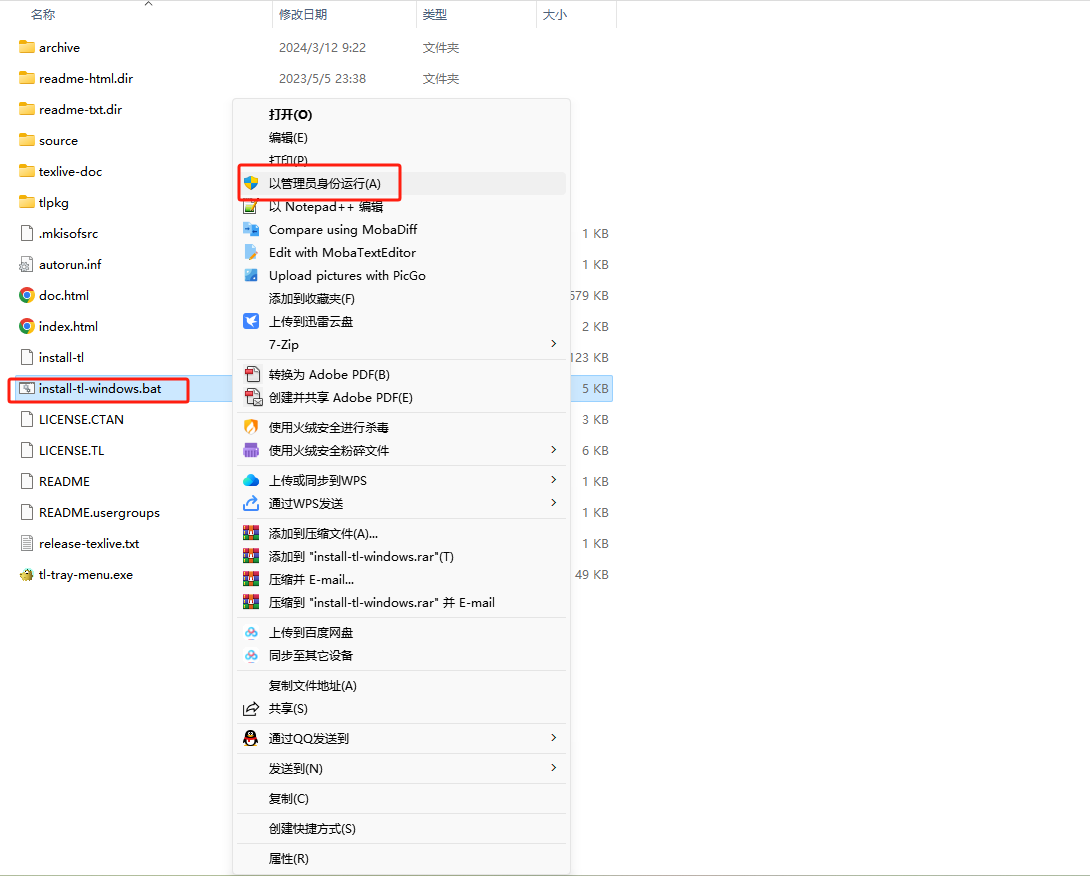 名称 修改日期 类型 大小
archive 2024/3/12 9:22 文件夹
readme-html.dir 2023/5/5 23:38 文件夹
readme-txt.dir
source
texlive-doc
tlpkg
.mkisofsrc 1 KB
autorun.inf 1 KB
doc.html 579 KB
index.html 2 KB
install-tl 123 KB
install-tl-windows.bat 5 KB
LICENSE.CTAN 3 KB
LICENSE.TL 6 KB
README 1 KB
README.usergroups 1 KB
release-texlive.txt 1 KB
tl-tray-menu.exe 49 KB
打开(O)
编辑(E)
打印(P)
以管理员身份运行(A)
以 Notepad++ 编辑
Compare using MobaDiff
Edit with MobaTextEditor
Upload pictures with PicGo
添加到收藏夹(F)
上传到迅雷云盘
7-Zip
转换为 Adobe PDF(B)
创建并共享 Adobe PDF(E)
使用火绒安全进行杀毒
使用火绒安全粉碎文件
上传或同步到WPS
通过WPS发送
添加到压缩文件(A)...
添加到 "install-tl-windows.rar"(T)
压缩并 E-mail...
压缩到 "install-tl-windows.rar" 并 E-mail
上传到百度网盘
同步至其它设备
复制文件地址(A)
共享(S)
通过QQ发送到
发送到(N)
复制(C)
创建快捷方式(S)
属性(R)